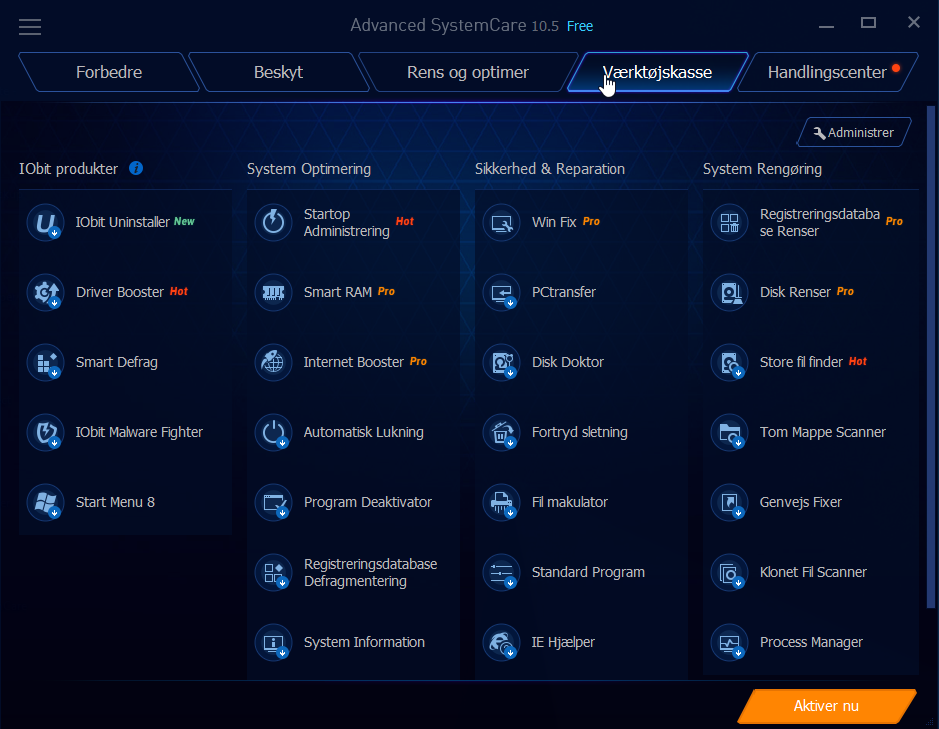 Advanced SystemCare 10.5 Free
Forbedre
Beskyt
Rens og optimer
Værktøjskasse
Handlingscenter
Administrer
IObit produkter
IObit Uninstaller New
Driver Booster Hot
Smart Defrag
IObit Malware Fighter
Start Menu 8
System Optimering
Startop
Administrering Hot
Smart RAM Pro
Internet Booster Pro
Automatisk Lukning
Program Deaktivator
Registreringsdatabase
Defragmentering
System Information
Sikkerhed & Reparation
Win Fix Pro
PCtransfer
Disk Doktor
Fortryd sletning
Fil makulator
Standard Program
IE Hjælper
System Rengøring
Registreringsdataba
se Renser Pro
Disk Renser Pro
Store fil finder Hot
Tom Mappe Scanner
Genvejs Fixer
Klonet Fil Scanner
Process Manager
Aktiver nu